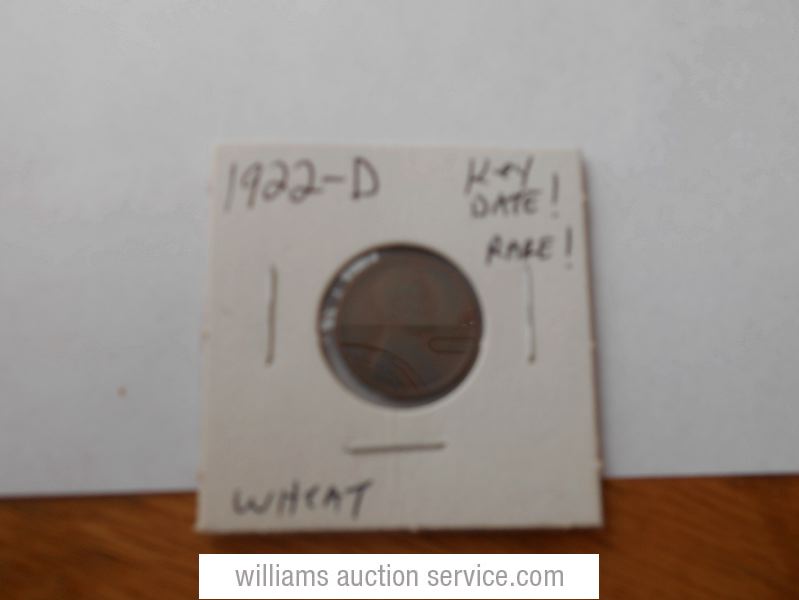 1922-D
Key
DATE!
RARE!
WHEAT
williams auction service.com